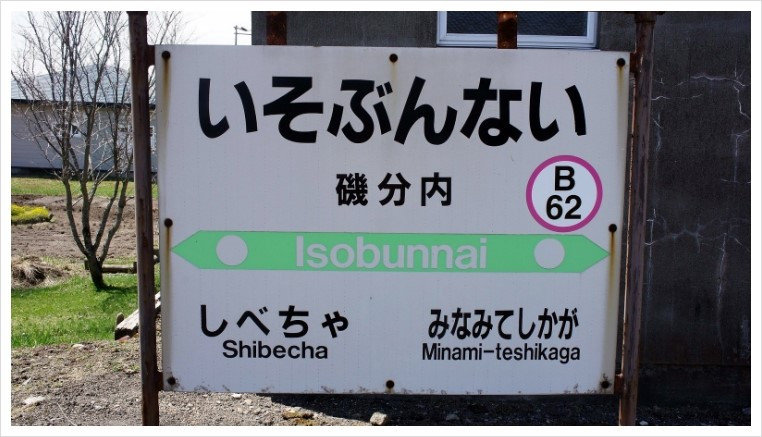 いそぶんない
磯分内
B
62
Isobunnai
しべちゃ
Shibecha
みなみてしかが
Minami-teshikaga